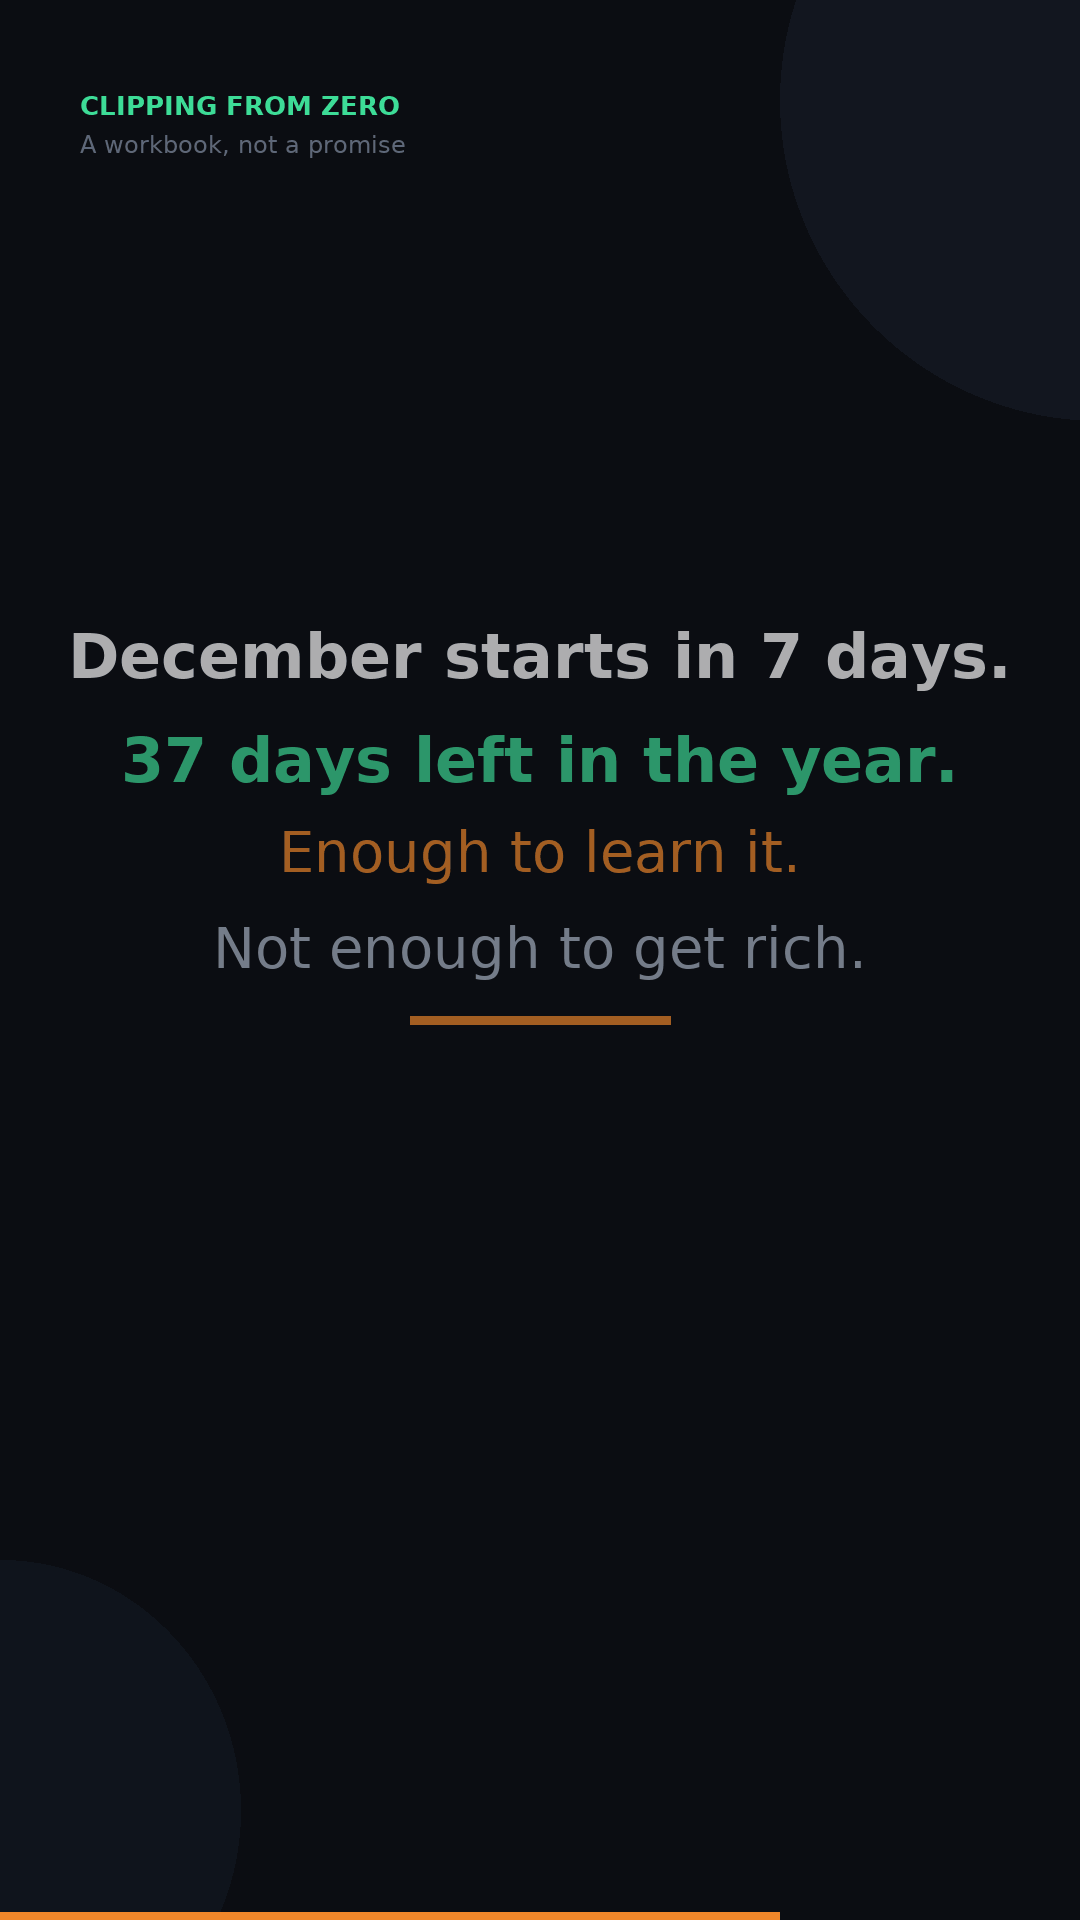 CLIPPING FROM ZERO
A workbook, not a promise
December starts in 7 days.
37 days left in the year.
Enough to learn it.
Not enough to get rich.